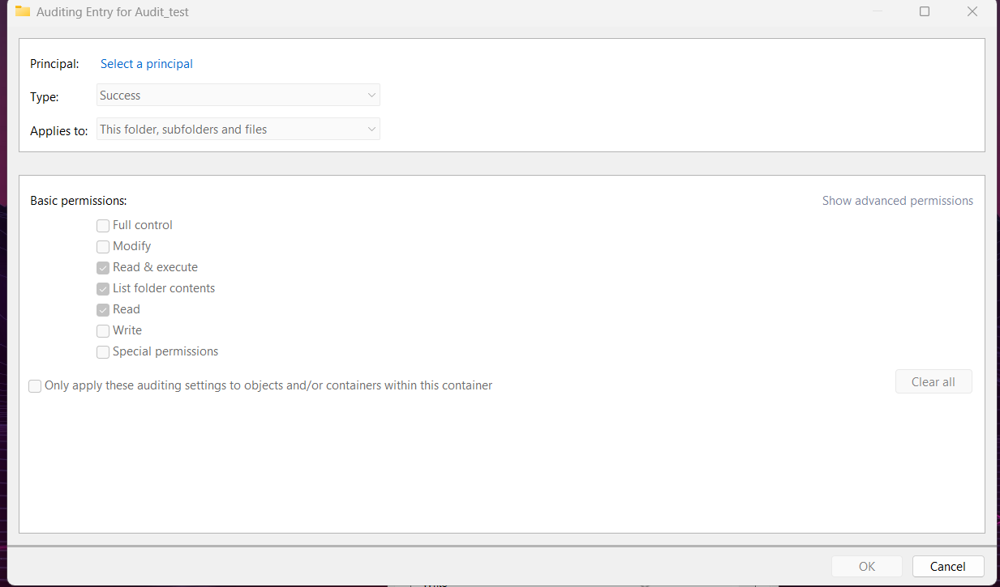 Auditing Entry for Audit_test
Principal: Select a principal
Type: Success
Applies to: This folder, subfolders and files
Basic permissions: Show advanced permissions
Full control
Modify
Read & execute
List folder contents
Read
Write
Special permissions
Only apply these auditing settings to objects and/or containers within this container
Clear all
OK Cancel